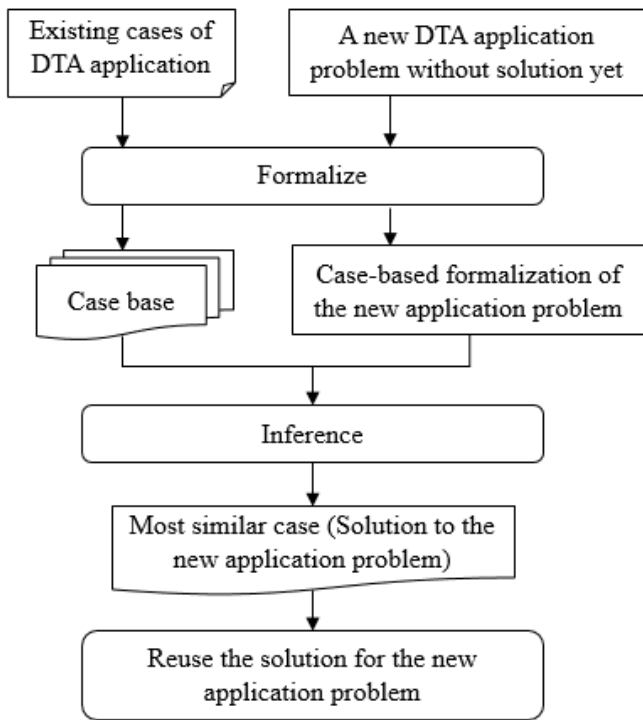 Existing cases of
DTA application
A new DTA application
problem without solution yet
Formalize
Case base
Case-based formalization of
the new application problem
Inference
Most similar case (Solution to the
new application problem)
Reuse the solution for the new
application problem